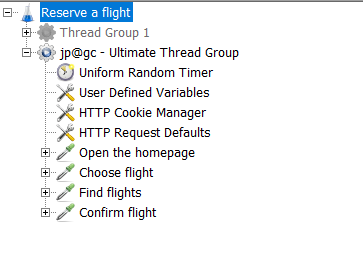 Reserve a flight
Thread Group 1
jp@gc - Ultimate Thread Group
Uniform Random Timer
User Defined Variables
HTTP Cookie Manager
HTTP Request Defaults
Open the homepage
Choose flight
Find flights
Confirm flight